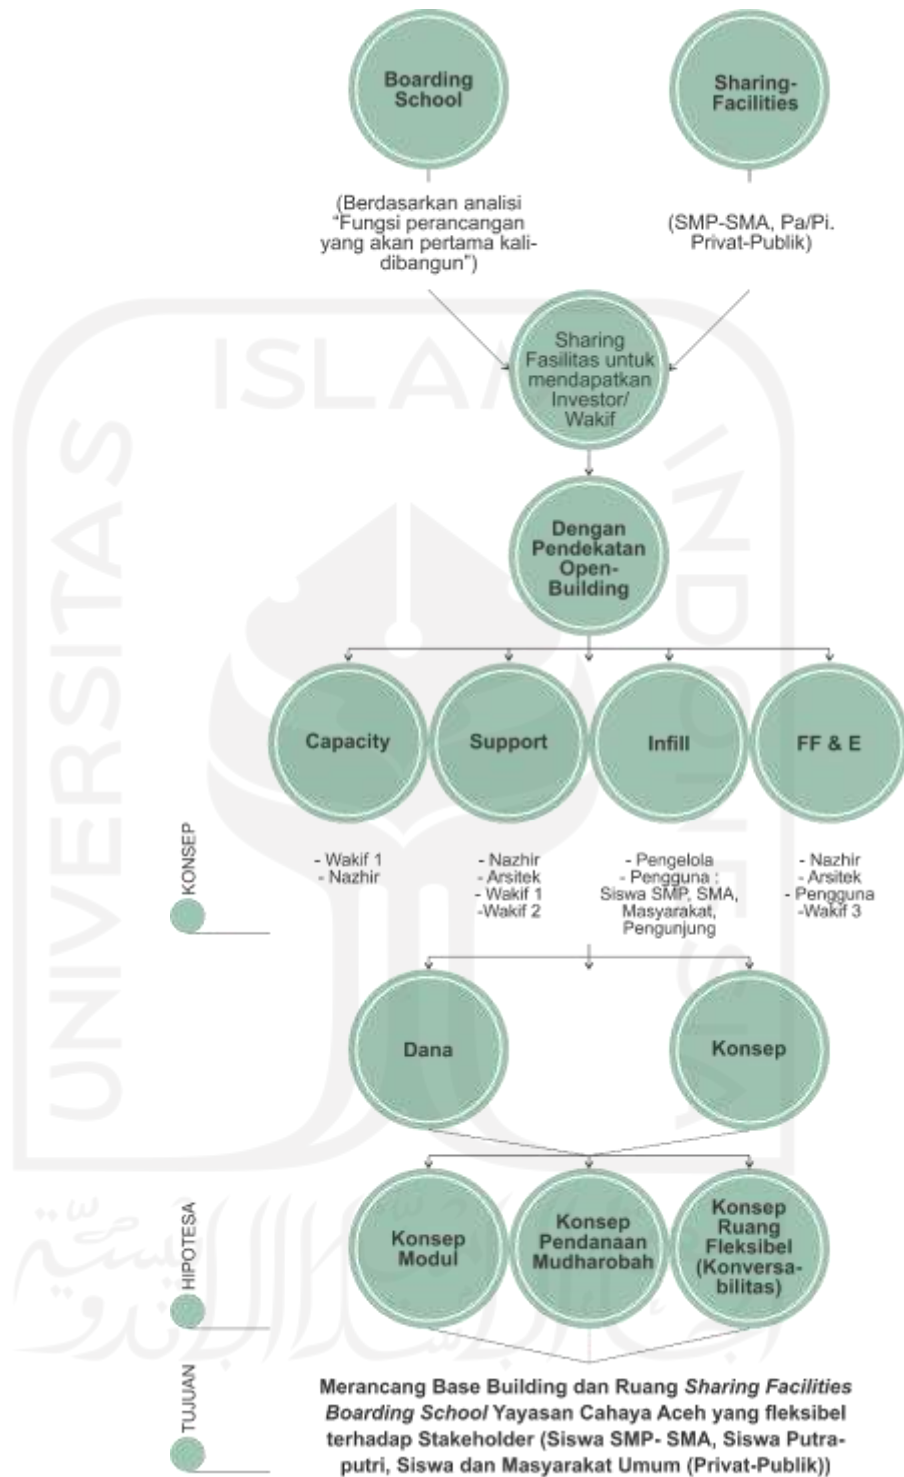 Boarding
School
Sharing-
Facilities
(Berdasarkan analisi
"Fungsi perancangan
yang akan pertama kali-
dibangun")
(SMP-SMA, Pa/Pi.
Privat-Publik)
Sharing
Fasilitas untuk
mendapatkan
Investor/
Wakif
Dengan
Pendekatan
Open-
Building
Capacity
Support
Infill
FF & E
KONSEP
- Wakif 1
- Nazhir
- Nazhir
- Arsitek
- Wakif 1
-Wakif 2
- Pengelola
- Pengguna :
Siswa SMP, SMA,
Masyarakat,
Pengunjung
- Nazhir
- Arsitek
- Pengguna
-Wakif 3
Dana
Konsep
HIPOTESA
Konsep
Modul
Konsep
Pendanaan
Mudharobah
Konsep
Ruang
Fleksibel
(Konversa-
bilitas)
TUJUAN
Merancang Base Building dan Ruang Sharing Facilities
Boarding School Yayasan Cahaya Aceh yang fleksibel
terhadap Stakeholder (Siswa SMP- SMA, Siswa Putra-
putri, Siswa dan Masyarakat Umum (Privat-Publik))
UNIVERSITAS
ISLAM
INDONESIA